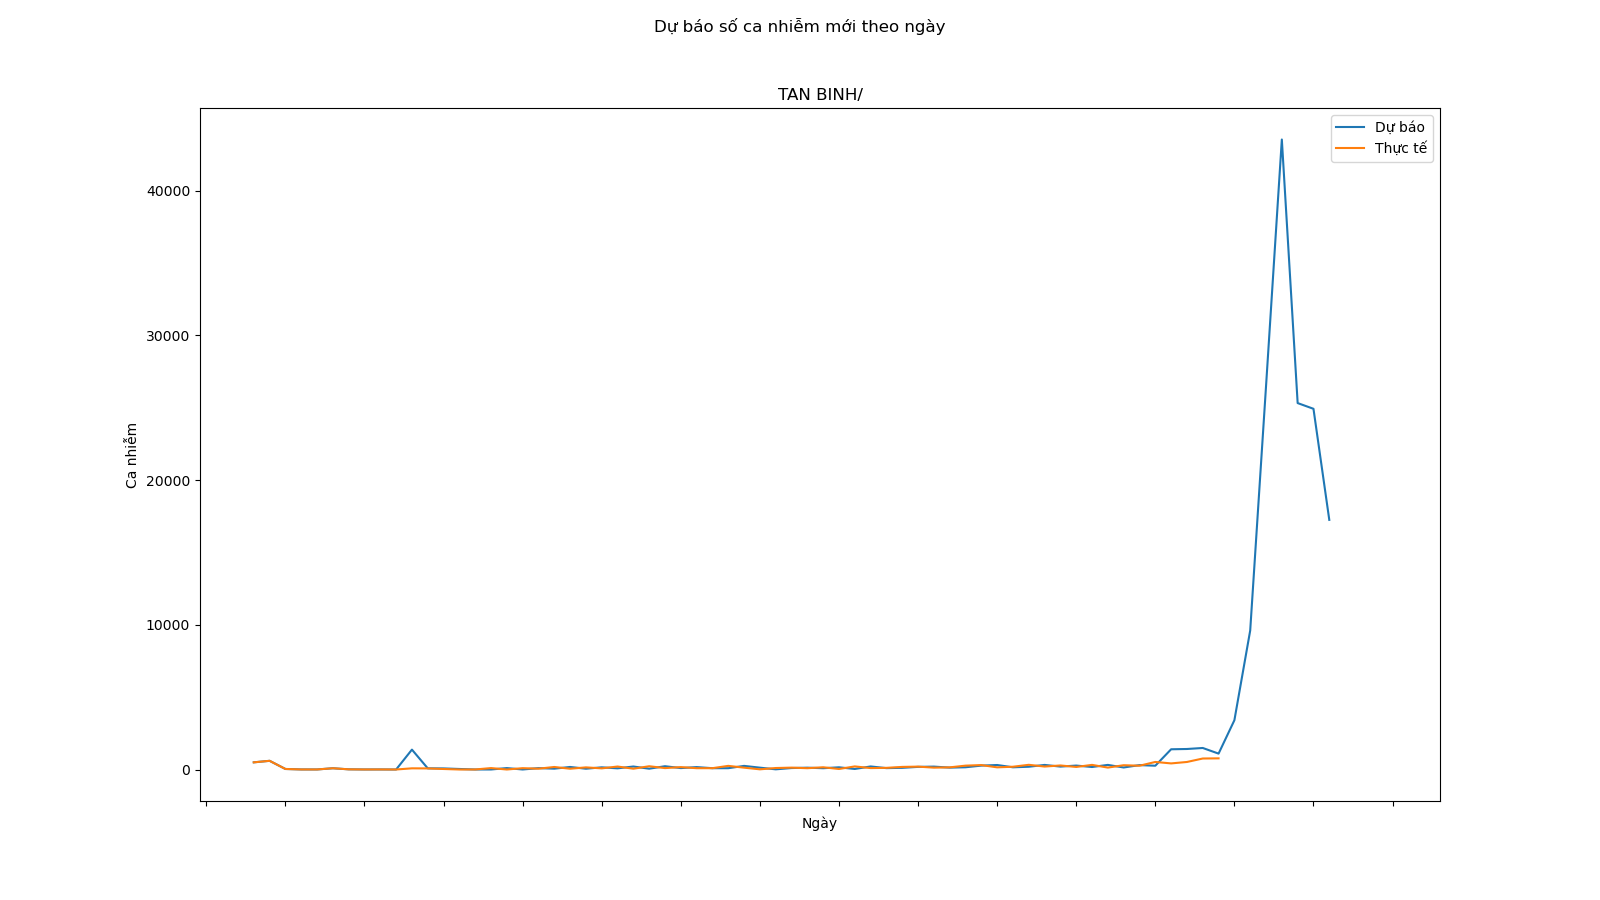 Dự báo số ca nhiễm mới theo ngày
TAN BINH/
Dự báo
Thực tế
40000
30000
20000
10000
0
Ca nhiễm
Ngày